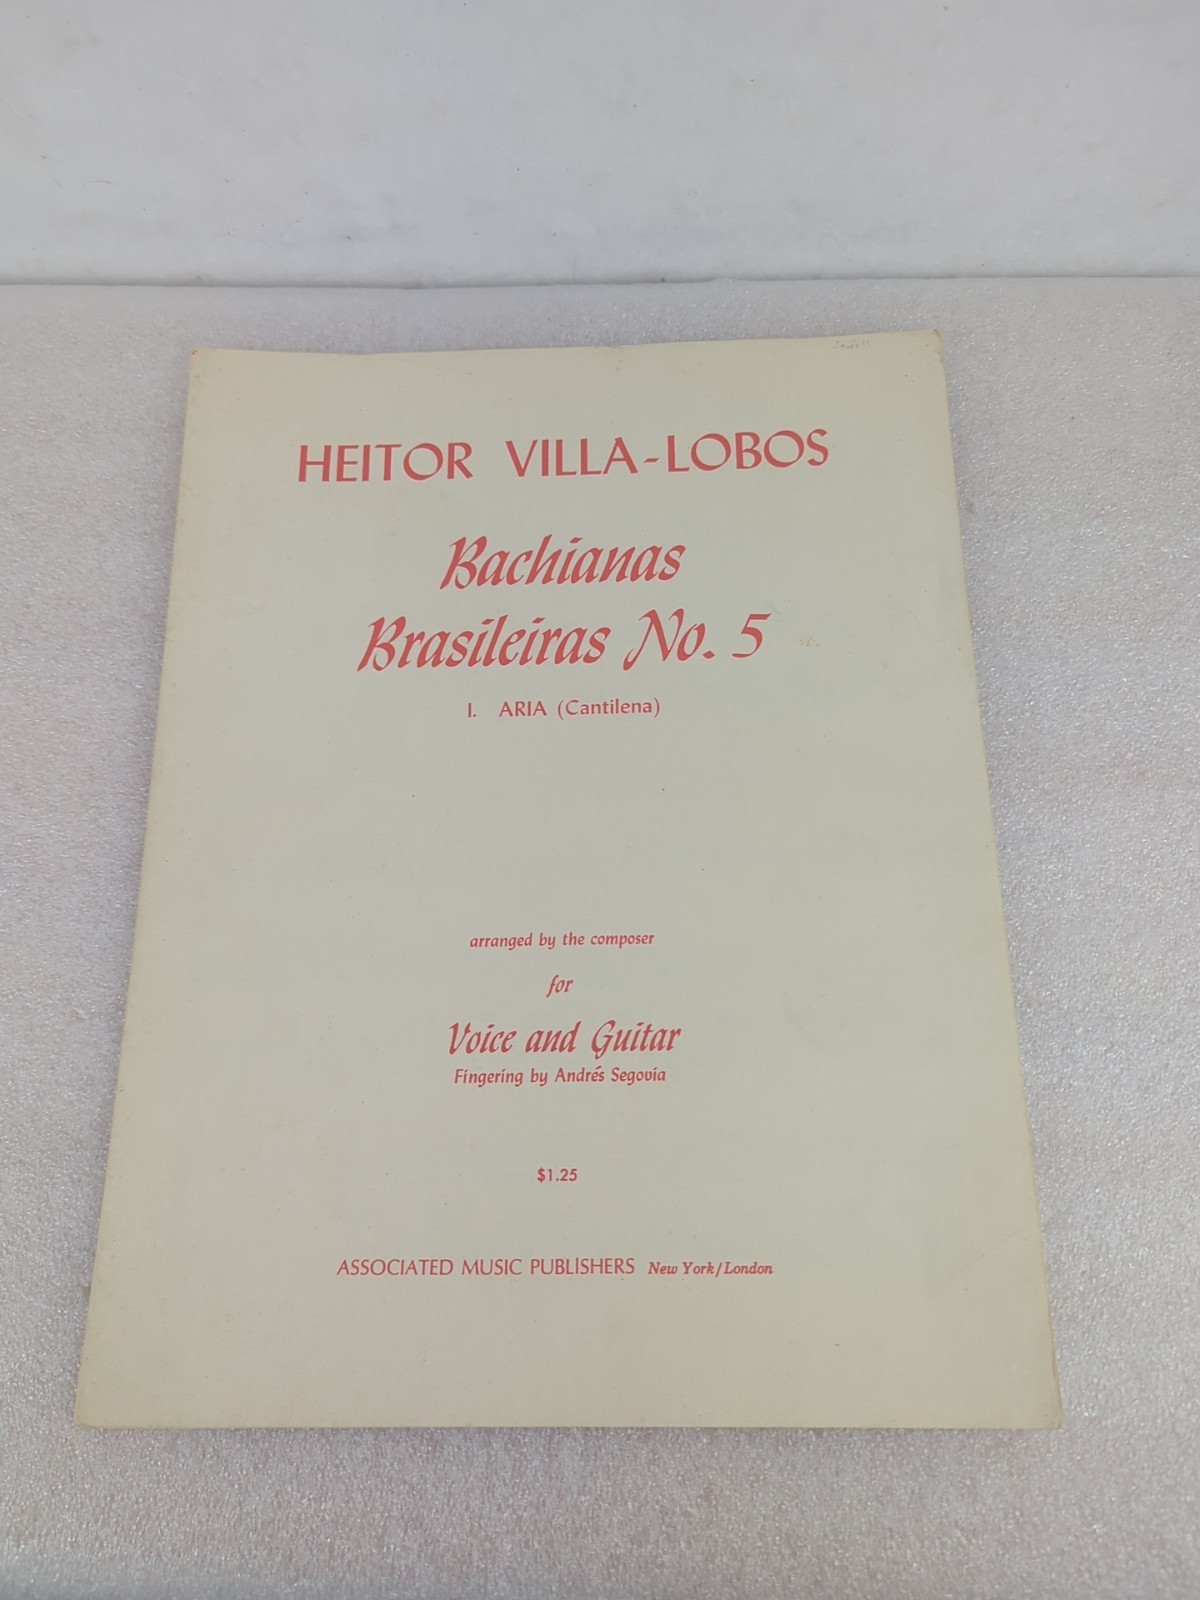 HEITOR VILLA-LOBOS
Bachianas
Brasileiras No. 5
I. ARIA (Cantilena)
arranged by the composer
for
Voice and Guitar
Fingering by Andrés Segovia
$1.25
ASSOCIATED MUSIC PUBLISHERS New York/London